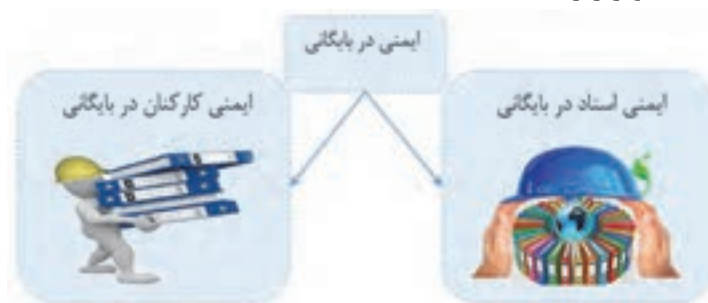 ایمنی در بایگانی
ایمنی اسناد در بایگانی
ایمنی کارکنان در بایگانی